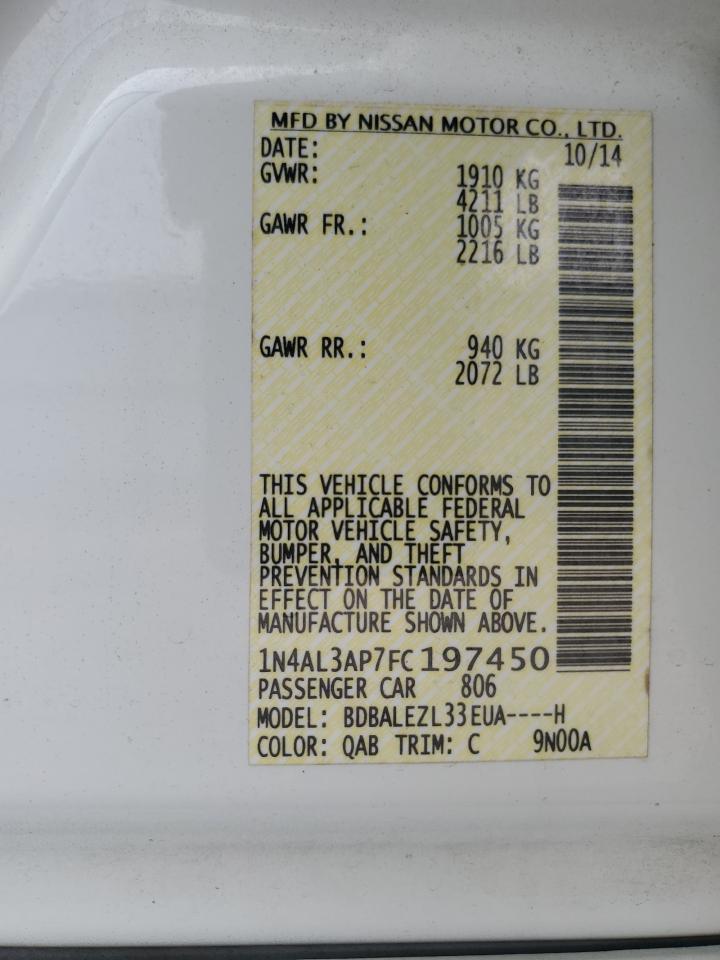 MFD BY NISSAN MOTOR CO., LTD.
DATE: 10/14
GVWR: 1910 KG
4211 LB
GAWR FR.: 1005 KG
2216 LB
GAWR RR.: 940 KG
2072 LB
THIS VEHICLE CONFORMS TO
ALL APPLICABLE FEDERAL
MOTOR VEHICLE SAFETY,
BUMPER, AND THEFT
PREVENTION STANDARDS IN
EFFECT ON THE DATE OF
MANUFACTURE SHOWN ABOVE.
1N4AL3AP7FC197450
PASSENGER CAR 806
MODEL: BDBALEZL33EUA----H
COLOR: QAB TRIM: C 9N00A